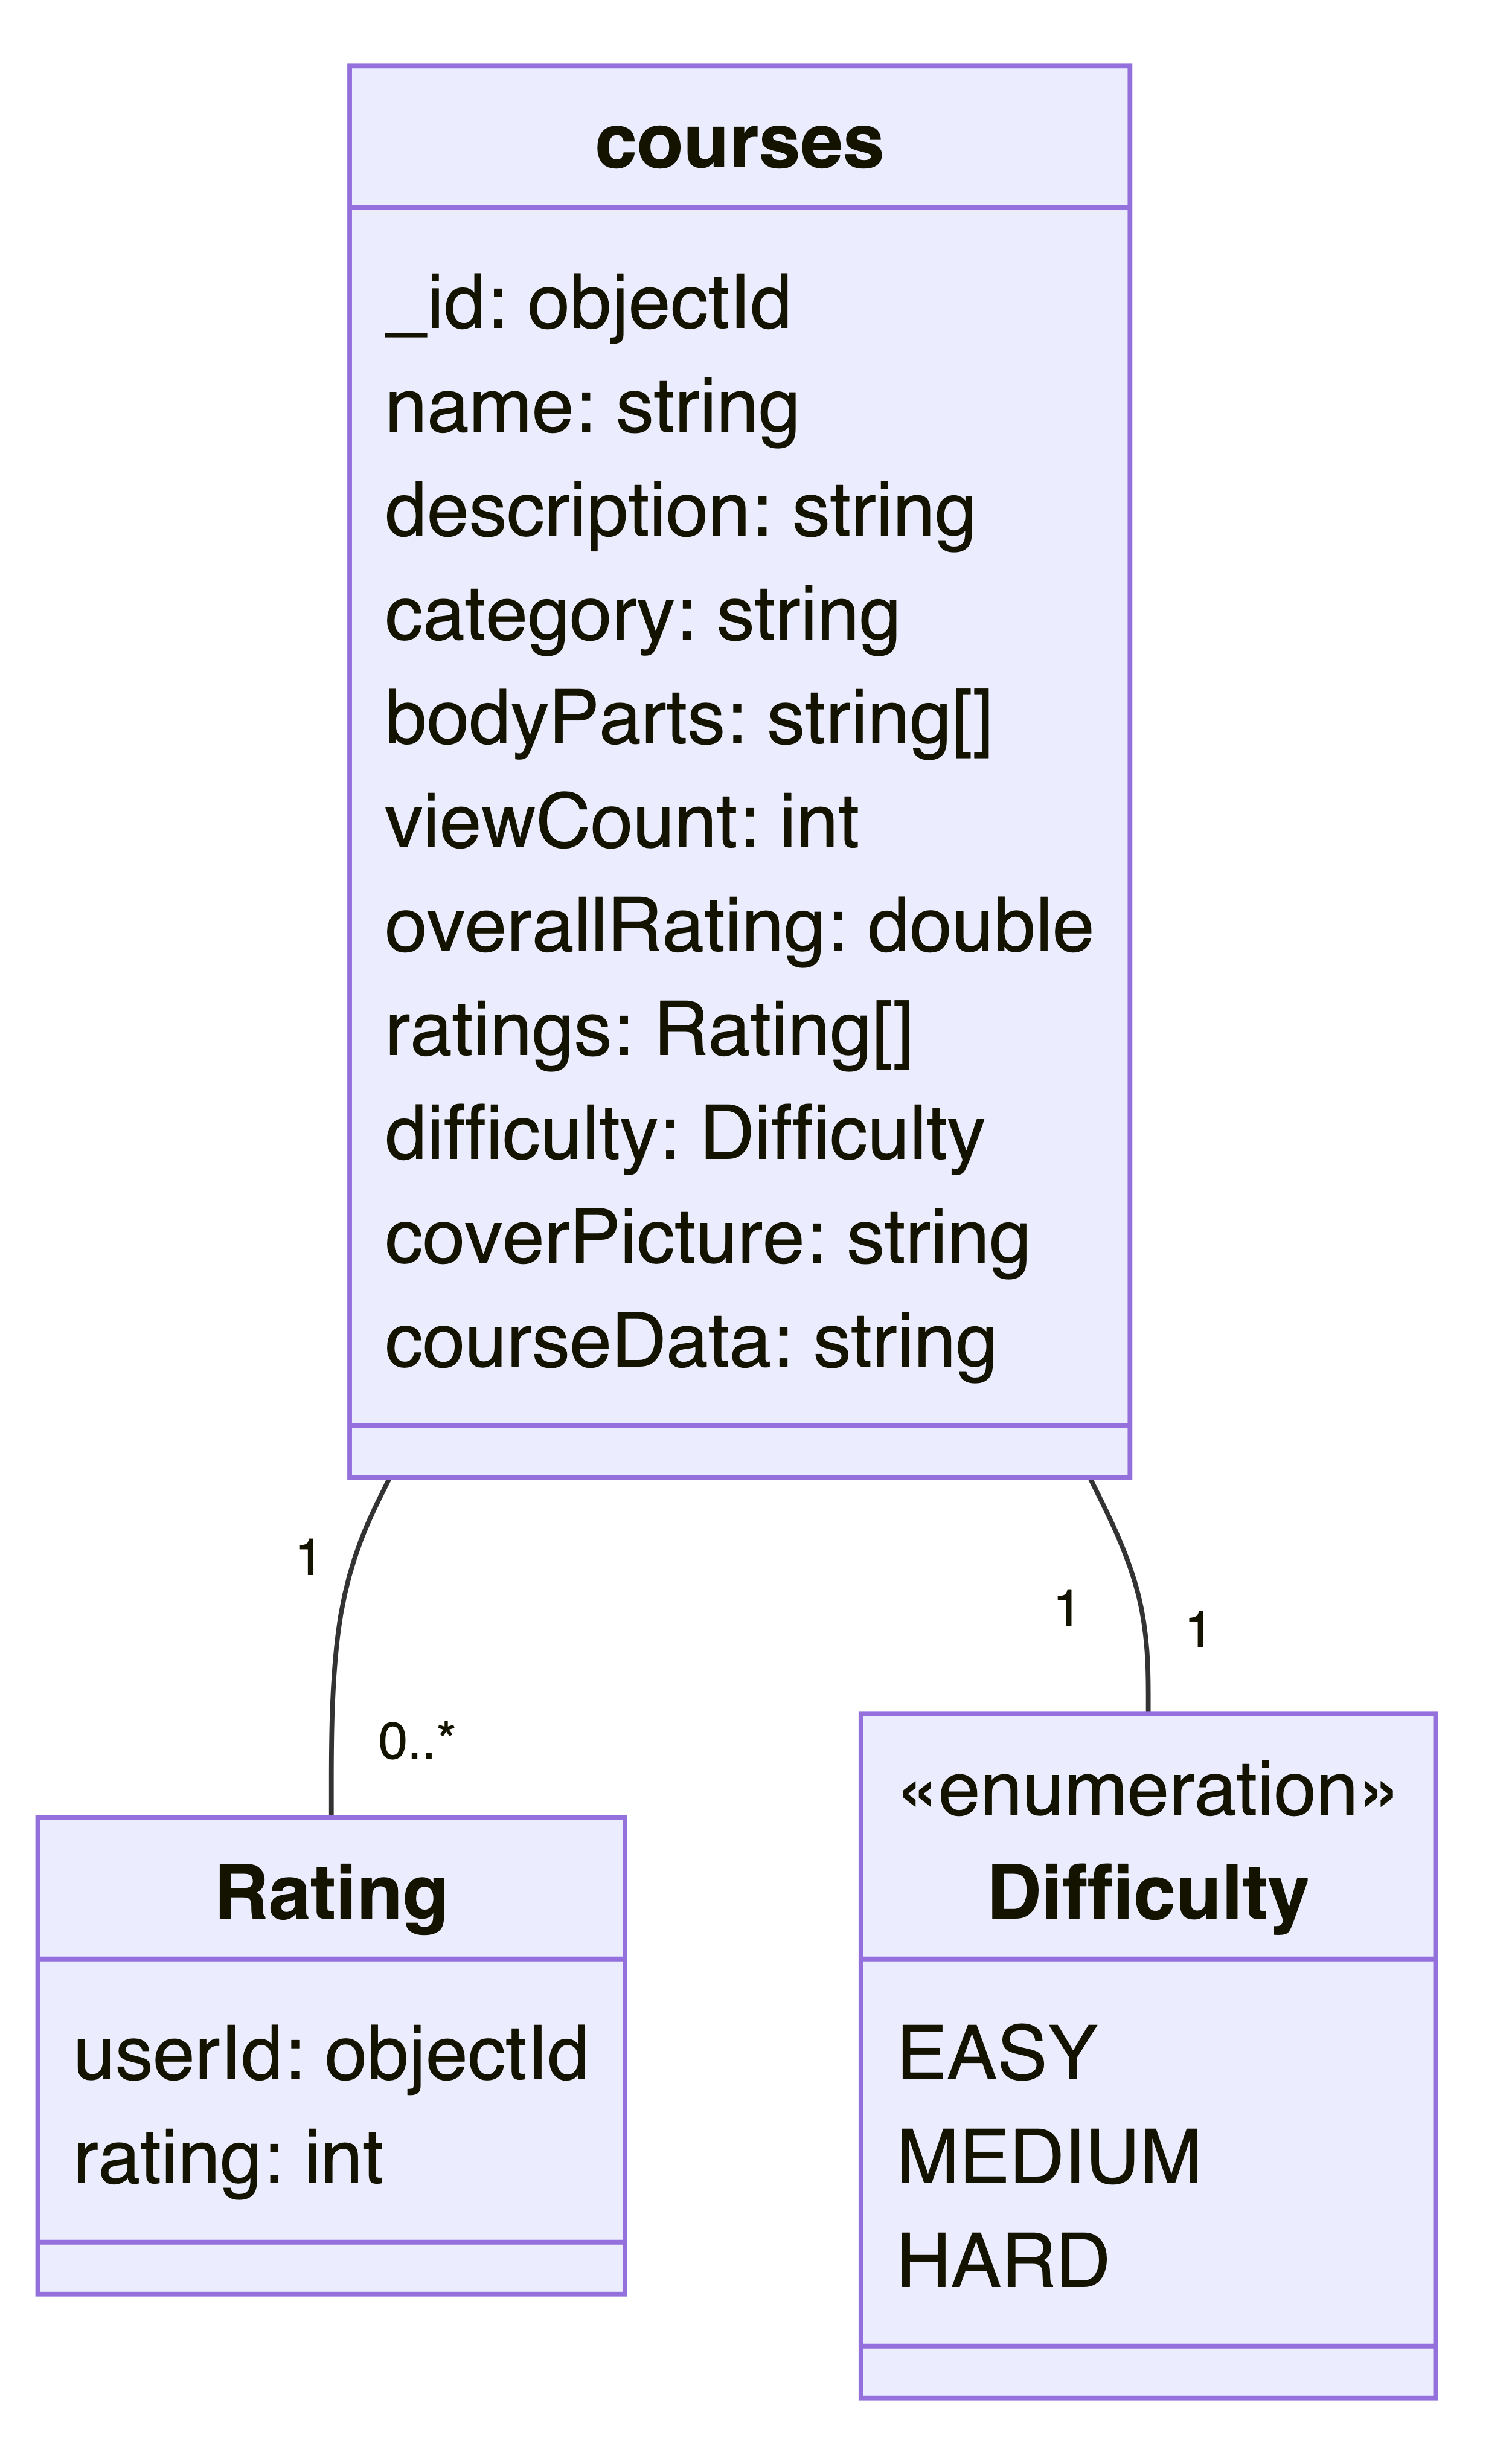 courses
_id: objectId
name: string
description: string
category: string
bodyParts: string[]
viewCount: int
overallRating: double
ratings: Rating[]
difficulty: Difficulty
coverPicture: string
courseData: string
1
0..*
1
1
Rating
userId: objectId
rating: int
«enumeration»
Difficulty
EASY
MEDIUM
HARD